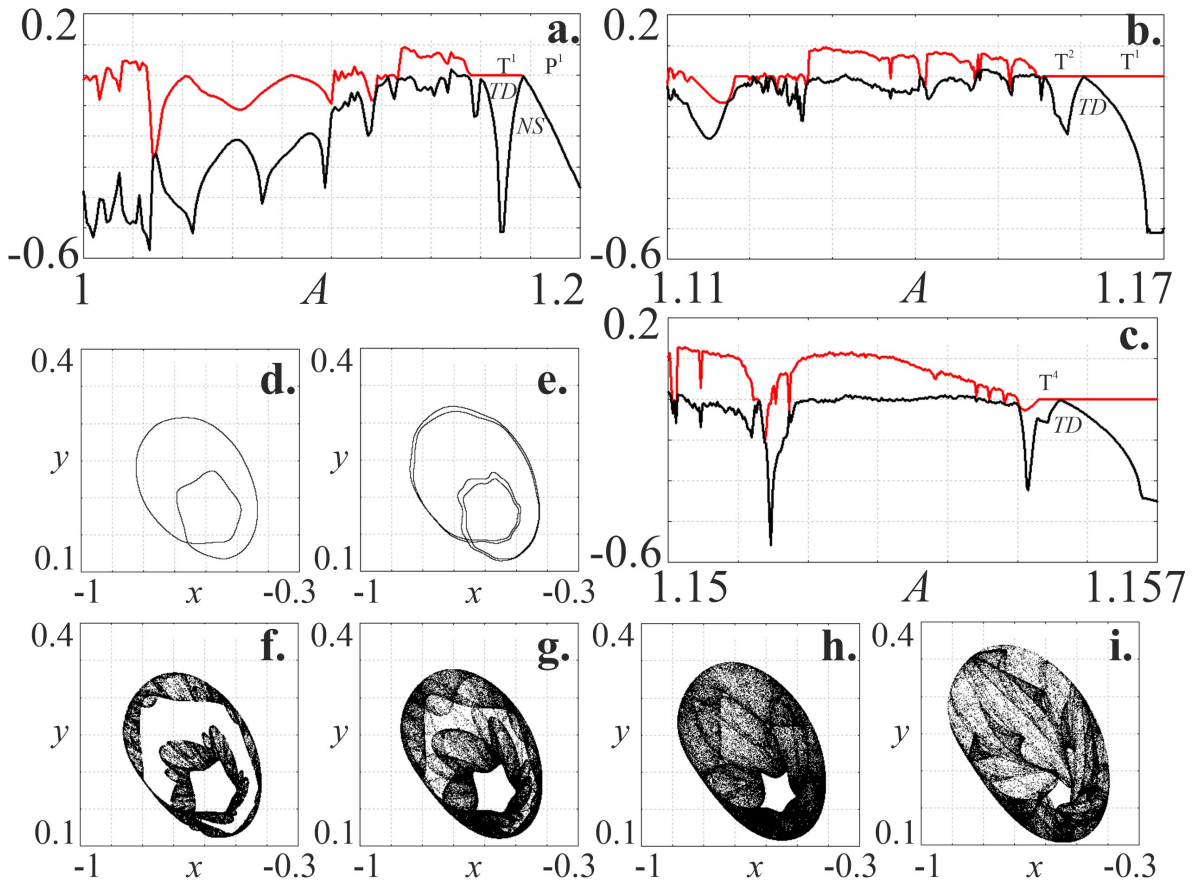 0.2
a.
T¹
P¹
TD
NS
-0.6
1
A
1.2
0.2
b.
T²
T¹
TD
-0.6
1.11
A
1.17
0.2
c.
T⁴
TD
-0.6
1.15
A
1.157
0.4
d.
y
0.1
-1
x
-0.3
0.4
e.
y
0.1
-1
x
-0.3
0.4
f.
y
0.1
-1
x
-0.3
0.4
g.
y
0.1
-1
x
-0.3
0.4
h.
y
0.1
-1
x
-0.3
0.4
i.
y
0.1
-1
x
-0.3